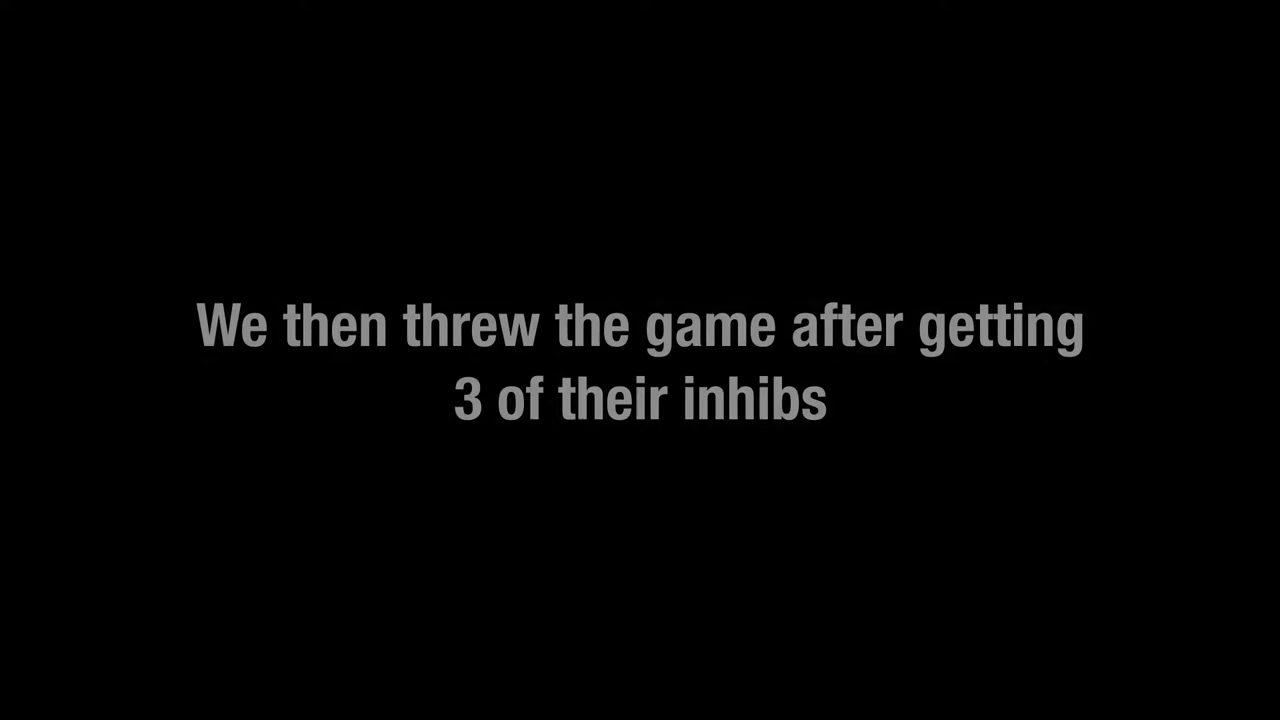 We then threw the game after getting
3 of their inhibs